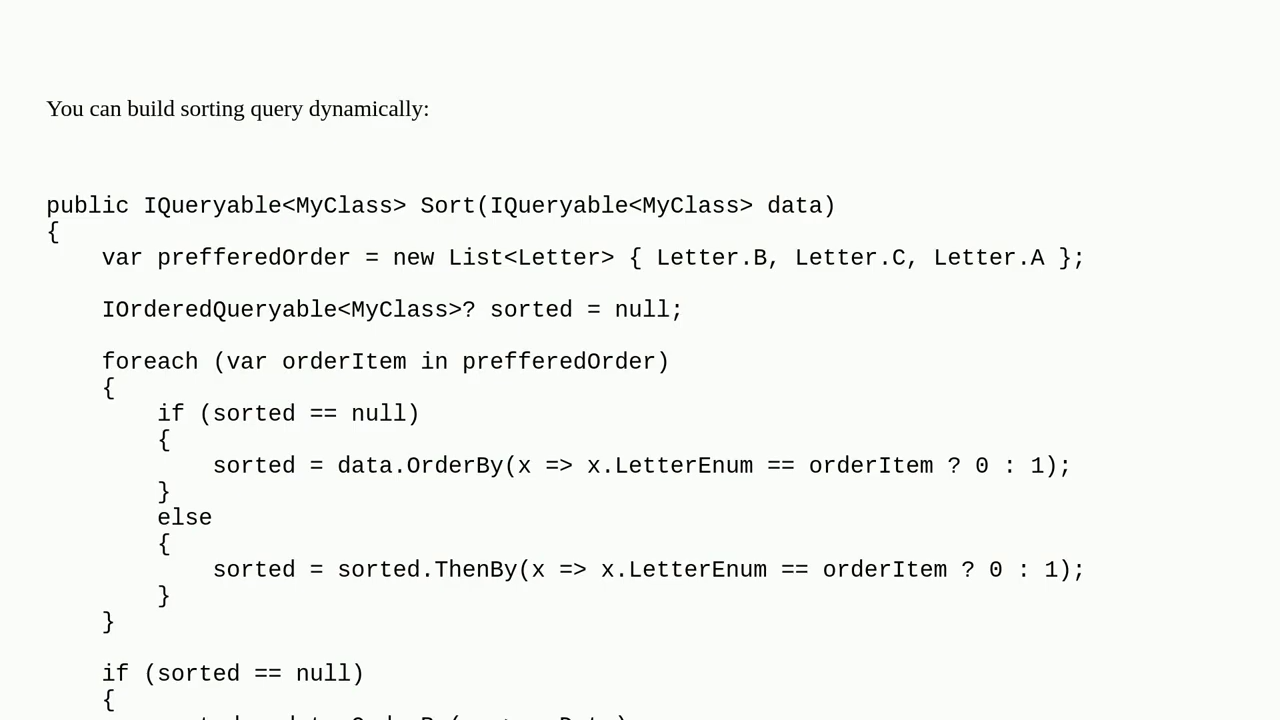 You can build sorting query dynamically:
public IQueryable<MyClass> Sort(IQueryable<MyClass> data)
{
    var prefferedOrder = new List<Letter> { Letter.B, Letter.C, Letter.A };
    IOrderedQueryable<MyClass>? sorted = null;
    foreach (var orderItem in prefferedOrder)
    {
        if (sorted == null)
        {
            sorted = data.OrderBy(x => x.LetterEnum == orderItem ? 0 : 1);
        }
        else
        {
            sorted = sorted.ThenBy(x => x.LetterEnum == orderItem ? 0 : 1);
        }
    }
    if (sorted == null)
    {